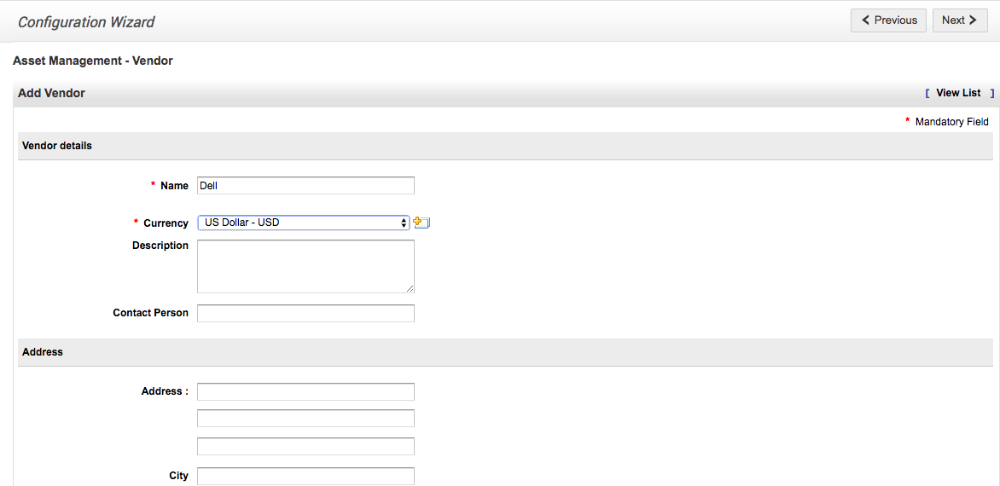 Configuration Wizard
Previous
Next
Asset Management - Vendor
Add Vendor
[ View List ]
* Mandatory Field
Vendor details
* Name Dell
* Currency US Dollar - USD
Description
Contact Person
Address
Address :
City